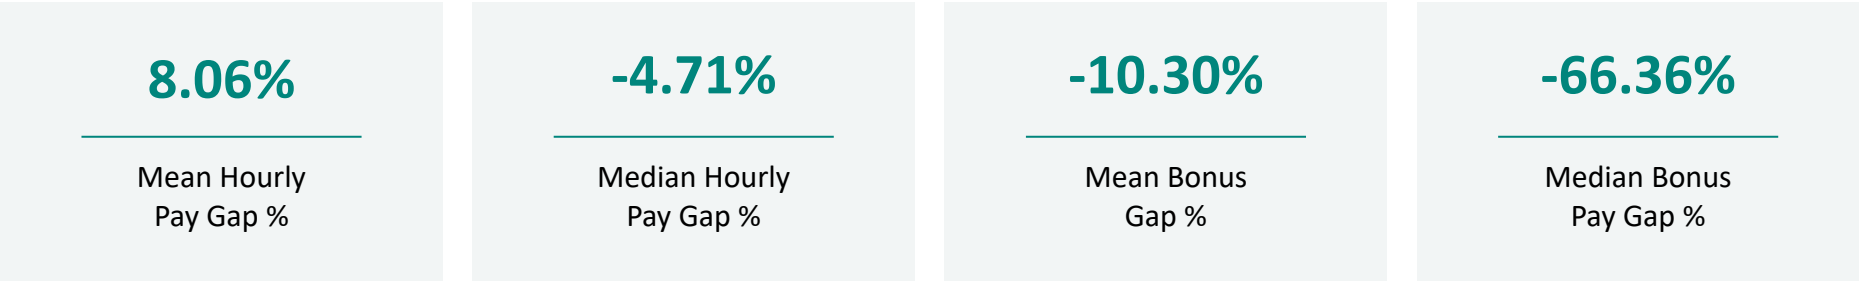 8.06%
Mean Hourly
Pay Gap %
-4.71%
Median Hourly
Pay Gap %
-10.30%
Mean Bonus
Gap %
-66.36%
Median Bonus
Pay Gap %